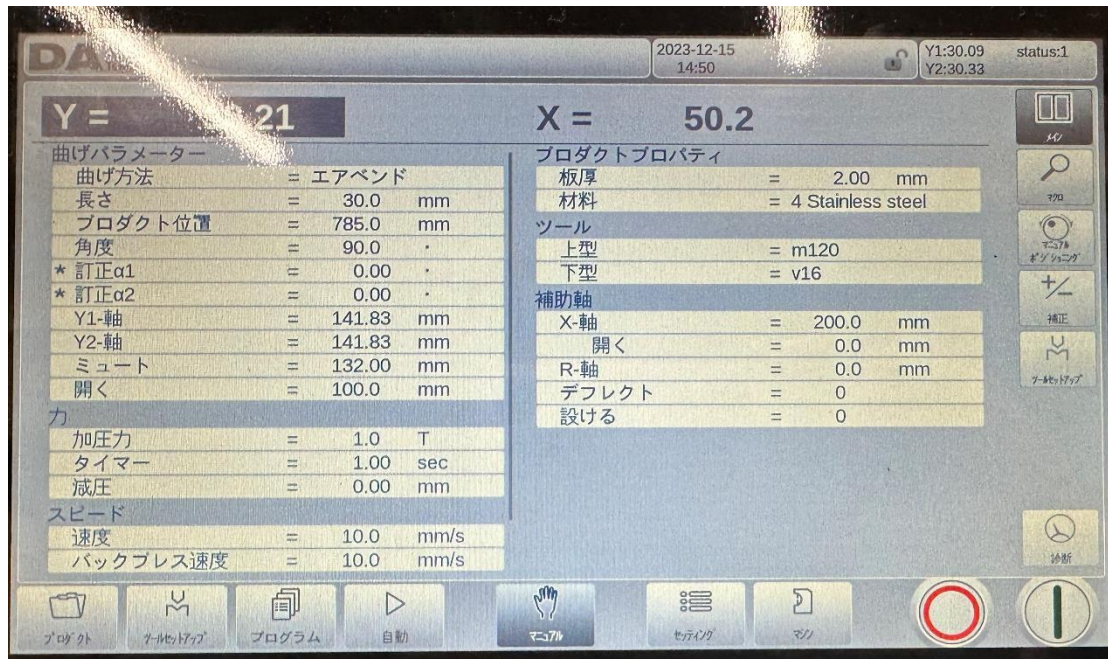 2023-12-15
14:50
Y1:30.09
Y2:30.33
status:1
Y = 21
X = 50.2
メイン
曲げパラメーター
曲げ方法 = エアベンド
長さ = 30.0 mm
プロダクト位置 = 785.0 mm
角度 = 90.0 °
* 訂正α1 = 0.00 °
* 訂正α2 = 0.00 °
Y1-軸 = 141.83 mm
Y2-軸 = 141.83 mm
ミュート = 132.00 mm
開く = 100.0 mm
力
加圧力 = 1.0 T
タイマー = 1.00 sec
減圧 = 0.00 mm
スピード
速度 = 10.0 mm/s
バックプレス速度 = 10.0 mm/s
プロダクトプロパティ
板厚 = 2.00 mm
材料 = 4 Stainless steel
ツール
上型 = m120
下型 = v16
補助軸
X-軸 = 200.0 mm
開く = 0.0 mm
R-軸 = 0.0 mm
デフレクト = 0
設ける = 0
マクロ
マニュアル
ポジショニング
補正
ツールセットアップ
診断
プロダクト
ツールセットアップ
プログラム
自動
マニュアル
セッティング
マシン